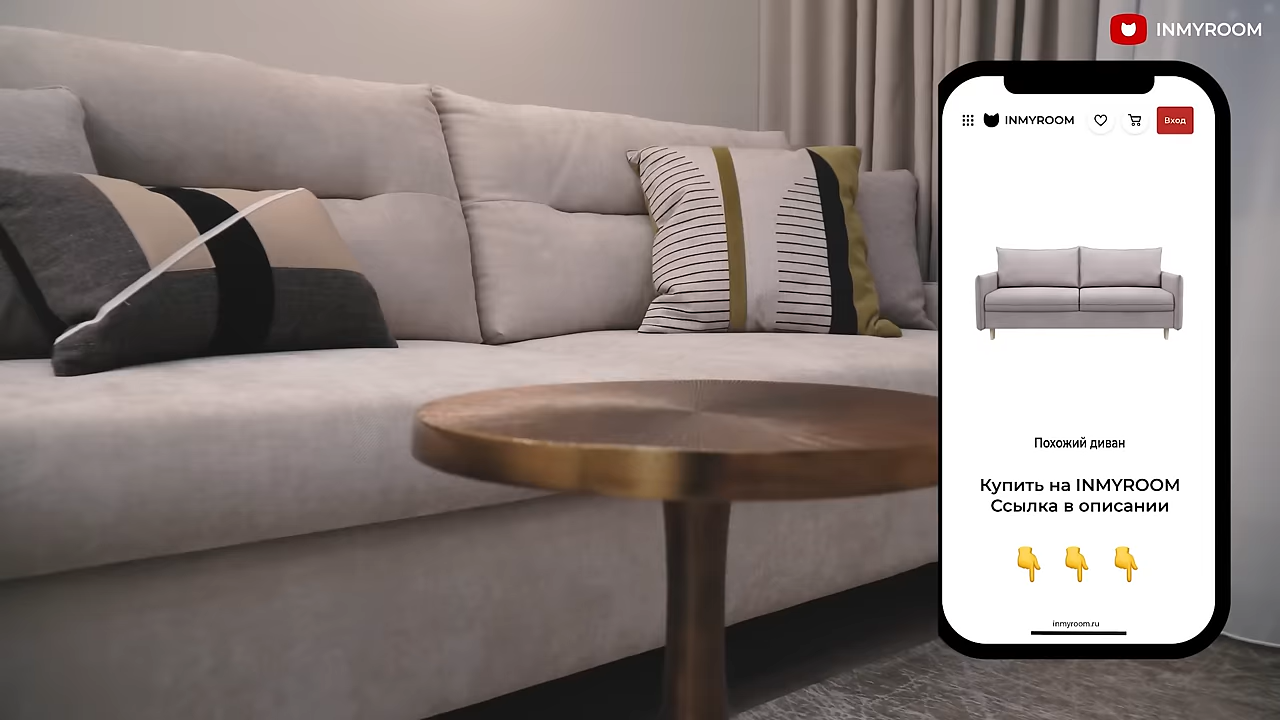 INMYROOM
INMYROOM
Вход
Похожий диван
Купить на INMYROOM
Ссылка в описании
inmyroom.ru